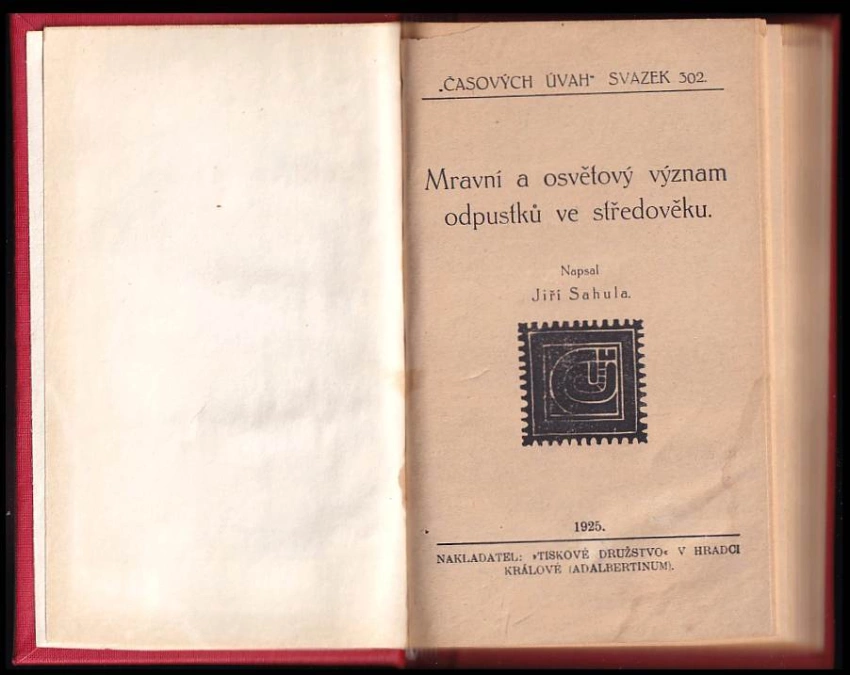 „ČASOVÝCH ÚVAH“ SVAZEK 302.
Mravní a osvětový význam
odpustků ve středověku.
Napsal
Jiří Sahula.
ČÚ
1925.
NAKLADATEL: »TISKOVÉ DRUŽSTVO« V HRADCI
KRÁLOVÉ (ADALBERTINUM).